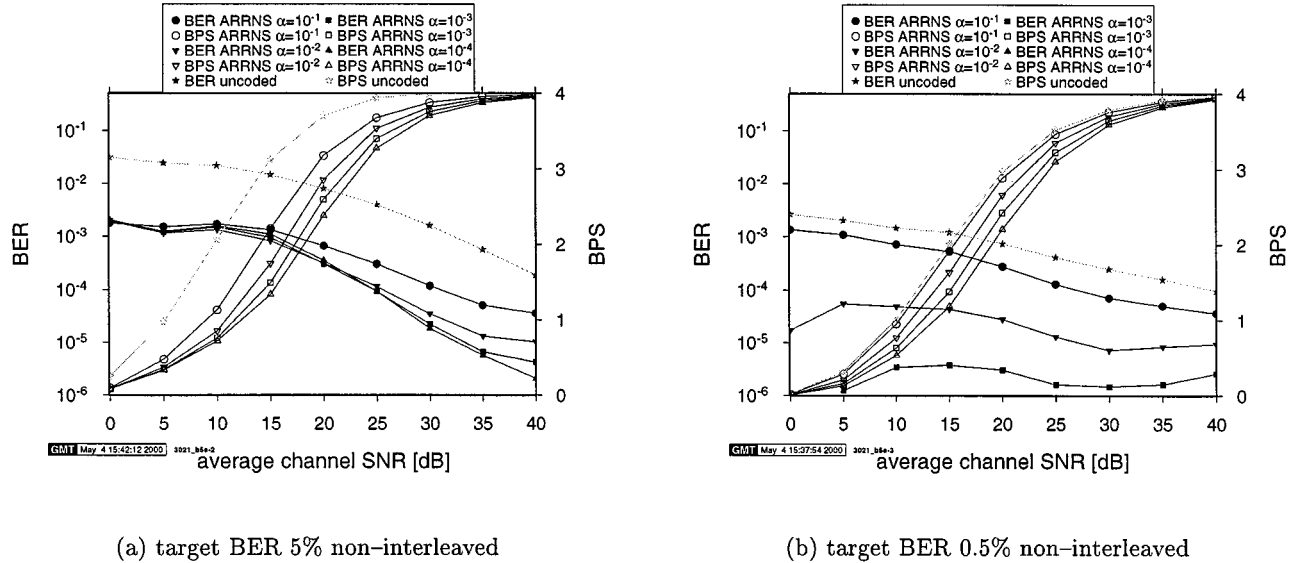 BER ARRNS α=10-1 BER ARRNS α=10-3
BPS ARRNS α=10-1 BPS ARRNS α=10-3
BER ARRNS α=10-2 BER ARRNS α=10-4
BPS ARRNS α=10-2 BPS ARRNS α=10-4
BER uncoded BPS uncoded
10-1
10-2
10-3
10-4
10-5
10-6
BER
4
3
2
1
0
BPS
0 5 10 15 20 25 30 35 40
GMT May 4 15:42:12 2000 3021_b5e-2
average channel SNR [dB]
(a) target BER 5% non–interleaved
BER ARRNS α=10-1 BER ARRNS α=10-3
BPS ARRNS α=10-1 BPS ARRNS α=10-3
BER ARRNS α=10-2 BER ARRNS α=10-4
BPS ARRNS α=10-2 BPS ARRNS α=10-4
BER uncoded BPS uncoded
10-1
10-2
10-3
10-4
10-5
10-6
BER
4
3
2
1
0
BPS
0 5 10 15 20 25 30 35 40
GMT May 4 15:37:54 2000 3021_b5e-3
average channel SNR [dB]
(b) target BER 0.5% non–interleaved